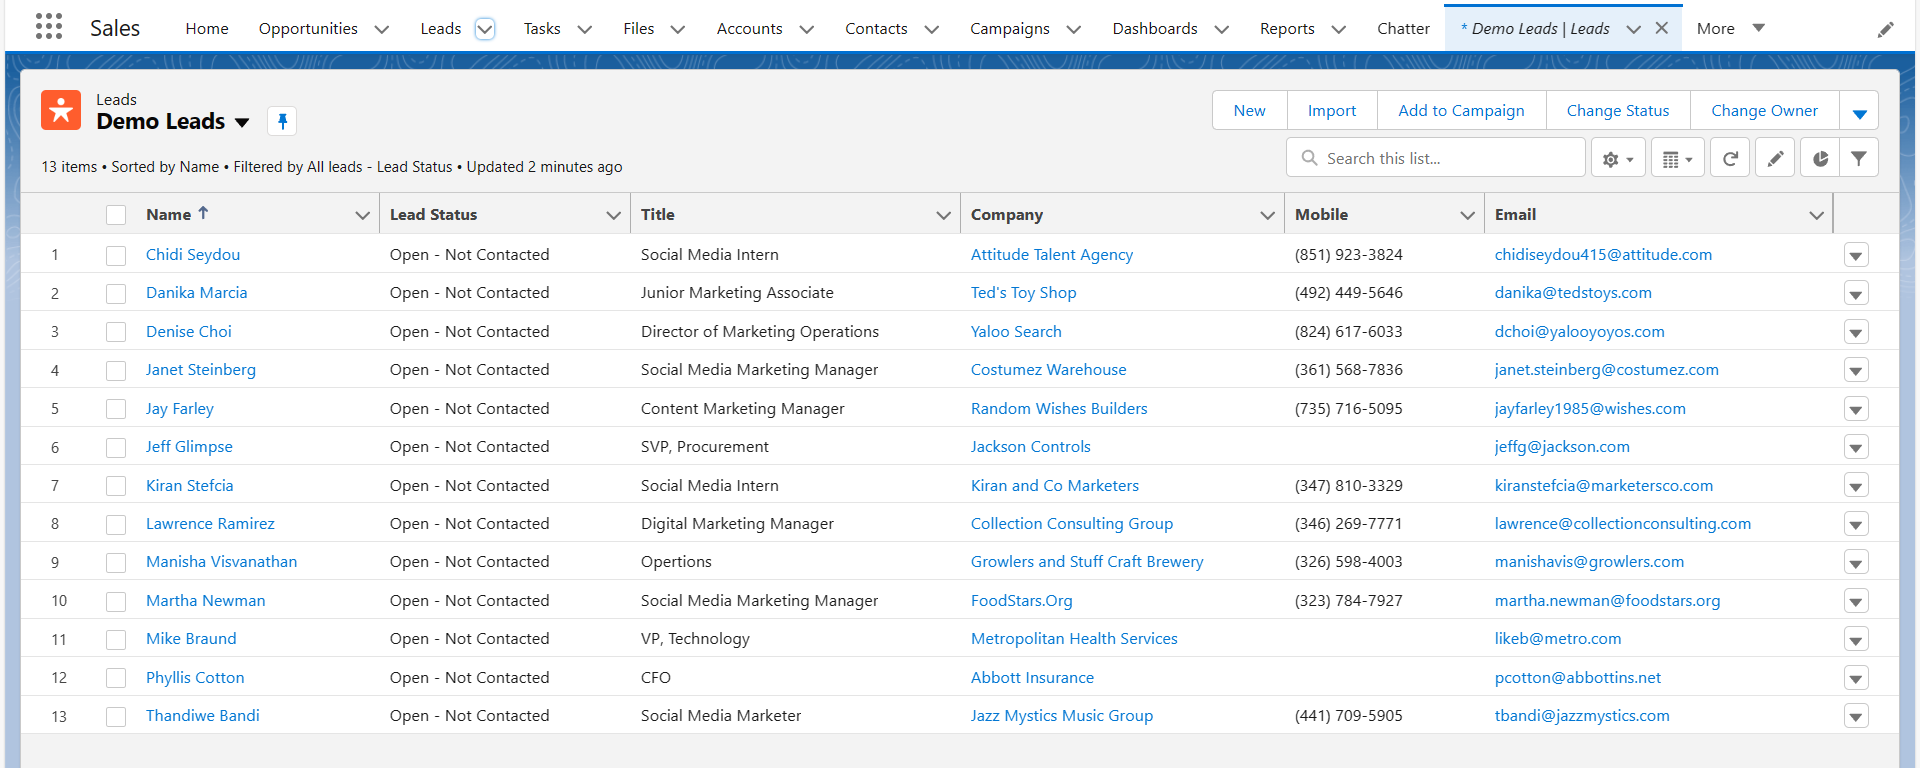 Sales Home Opportunities Leads Tasks Files Accounts Contacts Campaigns Dashboards Reports Chatter * Demo Leads | Leads More
Leads
Demo Leads
New Import Add to Campaign Change Status Change Owner
13 items • Sorted by Name • Filtered by All leads - Lead Status • Updated 2 minutes ago
Search this list...
Name Lead Status Title Company Mobile Email
1 Chidi Seydou Open - Not Contacted Social Media Intern Attitude Talent Agency (851) 923-3824 chidiseydou415@attitude.com
2 Danika Marcia Open - Not Contacted Junior Marketing Associate Ted's Toy Shop (492) 449-5646 danika@tedstoys.com
3 Denise Choi Open - Not Contacted Director of Marketing Operations Yaloo Search (824) 617-6033 dchoi@yalooyoyos.com
4 Janet Steinberg Open - Not Contacted Social Media Marketing Manager Costumez Warehouse (361) 568-7836 janet.steinberg@costumez.com
5 Jay Farley Open - Not Contacted Content Marketing Manager Random Wishes Builders (735) 716-5095 jayfarley1985@wishes.com
6 Jeff Glimpse Open - Not Contacted SVP, Procurement Jackson Controls jeffg@jackson.com
7 Kiran Stefcia Open - Not Contacted Social Media Intern Kiran and Co Marketers (347) 810-3329 kiranstefcia@marketersco.com
8 Lawrence Ramirez Open - Not Contacted Digital Marketing Manager Collection Consulting Group (346) 269-7771 lawrence@collectionconsulting.com
9 Manisha Visvanathan Open - Not Contacted Opertions Growlers and Stuff Craft Brewery (326) 598-4003 manishavis@growlers.com
10 Martha Newman Open - Not Contacted Social Media Marketing Manager FoodStars.Org (323) 784-7927 martha.newman@foodstars.org
11 Mike Braund Open - Not Contacted VP, Technology Metropolitan Health Services likeb@metro.com
12 Phyllis Cotton Open - Not Contacted CFO Abbott Insurance pcotton@abbottins.net
13 Thandiwe Bandi Open - Not Contacted Social Media Marketer Jazz Mystics Music Group (441) 709-5905 tbandi@jazzmystics.com